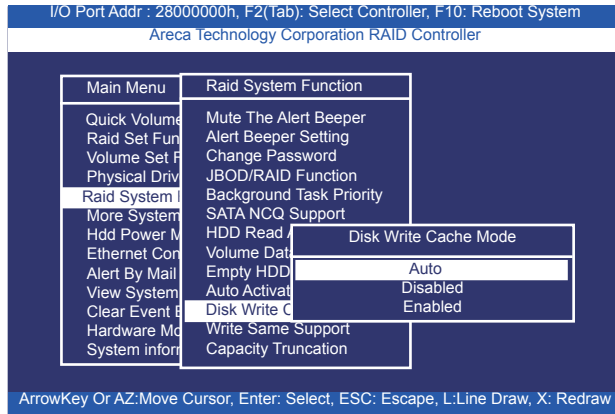 I/O Port Addr : 28000000h, F2(Tab): Select Controller, F10: Reboot System
Areca Technology Corporation RAID Controller
Main Menu
Quick Volume
Raid Set Fun
Volume Set F
Physical Driv
Raid System
More System
Hdd Power M
Ethernet Con
Alert By Mail
View System
Clear Event B
Hardware Mo
System inform
Raid System Function
Mute The Alert Beeper
Alert Beeper Setting
Change Password
JBOD/RAID Function
Background Task Priority
SATA NCQ Support
HDD Read A
Volume Data
Empty HDD
Auto Activat
Disk Write C
Write Same Support
Capacity Truncation
Disk Write Cache Mode
Auto
Disabled
Enabled
ArrowKey Or AZ:Move Cursor, Enter: Select, ESC: Escape, L:Line Draw, X: Redraw